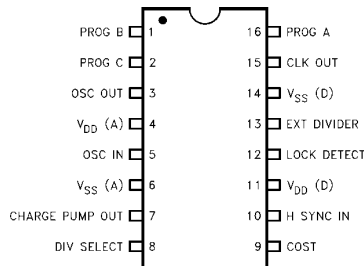 PROG B 1 16 PROG A
PROG C 2 15 CLK OUT
OSC OUT 3 14 VSS (D)
VDD (A) 4 13 EXT DIVIDER
OSC IN 5 12 LOCK DETECT
VSS (A) 6 11 VDD (D)
CHARGE PUMP OUT 7 10 H SYNC IN
DIV SELECT 8 9 COST